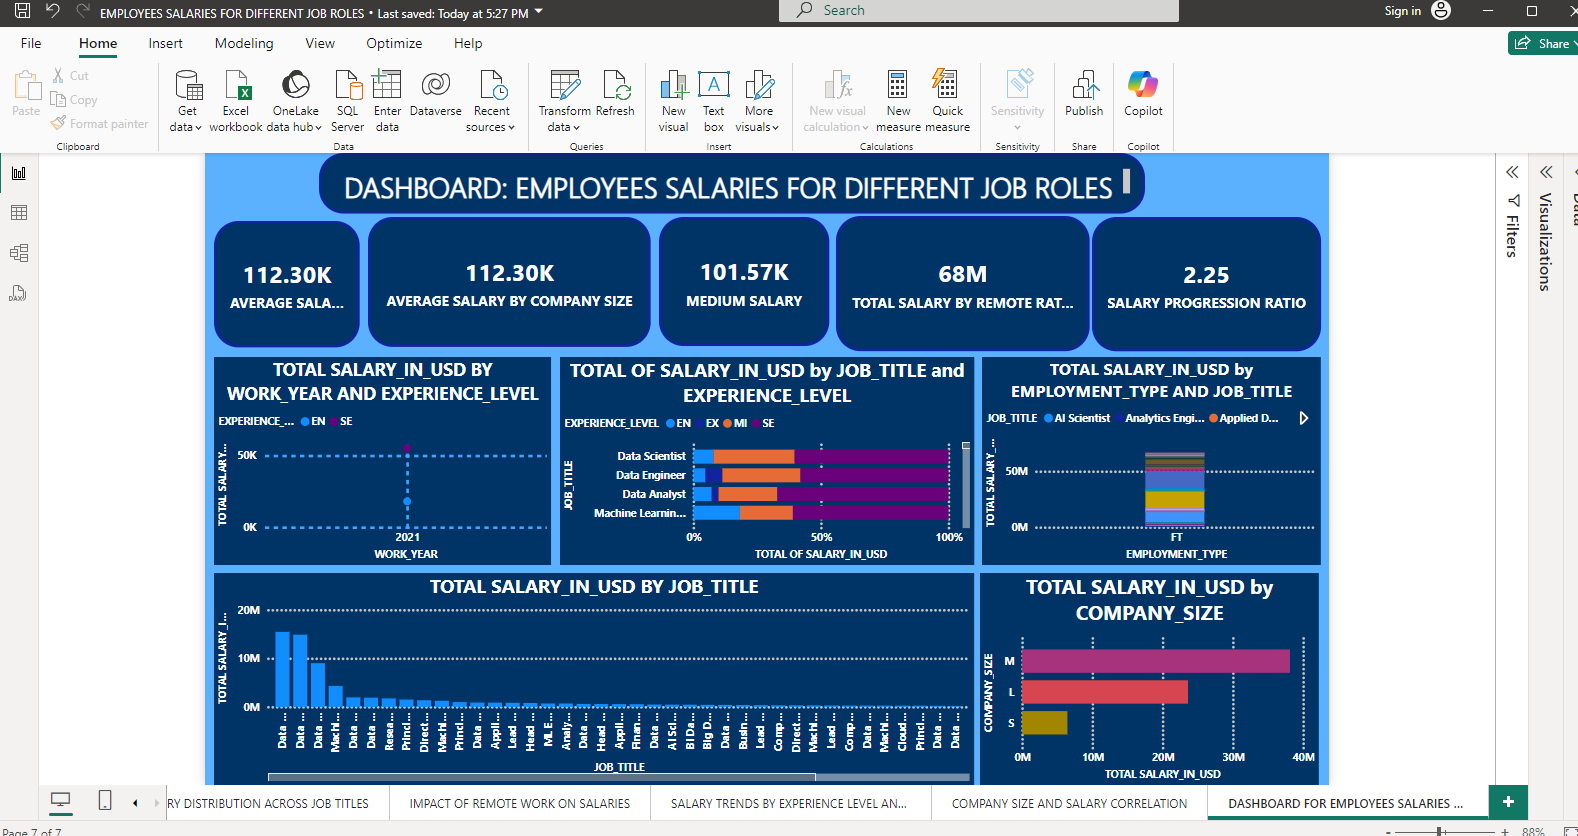 EMPLOYEES SALARIES FOR DIFFERENT JOB ROLES • Last saved: Today at 5:27 PM
Search
Sign in
File Home Insert Modeling View Optimize Help
Share
Paste
Cut
Copy
Format painter
Clipboard
Get data
Excel workbook
OneLake data hub
SQL Server
Enter data
Dataverse
Recent sources
Data
Transform data
Refresh
Queries
New visual
Text box
More visuals
Insert
New visual calculation
New measure
Quick measure
Calculations
Sensitivity
Sensitivity
Publish
Share
Copilot
Copilot
DASHBOARD: EMPLOYEES SALARIES FOR DIFFERENT JOB ROLES
112.30K
AVERAGE SALA...
112.30K
AVERAGE SALARY BY COMPANY SIZE
101.57K
MEDIUM SALARY
68M
TOTAL SALARY BY REMOTE RAT...
2.25
SALARY PROGRESSION RATIO
TOTAL SALARY_IN_USD BY
WORK_YEAR AND EXPERIENCE_LEVEL
EXPERIENCE_... EN SE
TOTAL SALARY...
50K
0K
2021
WORK_YEAR
TOTAL OF SALARY_IN_USD by JOB_TITLE and
EXPERIENCE_LEVEL
EXPERIENCE_LEVEL EN EX MI SE
JOB_TITLE
Data Scientist
Data Engineer
Data Analyst
Machine Learnin...
0% 50% 100%
TOTAL OF SALARY_IN_USD
TOTAL SALARY_IN_USD by
EMPLOYMENT_TYPE AND JOB_TITLE
JOB_TITLE AI Scientist Analytics Engi... Applied D...
TOTAL SALARY_...
50M
0M
FT
EMPLOYMENT_TYPE
TOTAL SALARY_IN_USD BY JOB_TITLE
TOTAL SALARY_I...
20M
10M
0M
Data ... Data ... Data ... Machi... Data ... Data ... Resea... Princi... Direct... Machi... Princi... Data ... Appli... Lead ... Head ... ML E... Analy... Data ... Head ... Appli... Finan... Data ... AI Sci... BI Da... Big D... Data ... Busin... Lead ... Comp... Direct... Machi... Lead ... Comp... Data ... Machi... Cloud... Princi... Data ... Data ...
JOB_TITLE
TOTAL SALARY_IN_USD by
COMPANY_SIZE
COMPANY_SIZE
M
L
S
0M 10M 20M 30M 40M
TOTAL SALARY_IN_USD
Filters
Visualizations
Data
RY DISTRIBUTION ACROSS JOB TITLES
IMPACT OF REMOTE WORK ON SALARIES
SALARY TRENDS BY EXPERIENCE LEVEL AN...
COMPANY SIZE AND SALARY CORRELATION
DASHBOARD FOR EMPLOYEES SALARIES ...
Page 7 of 7
88%